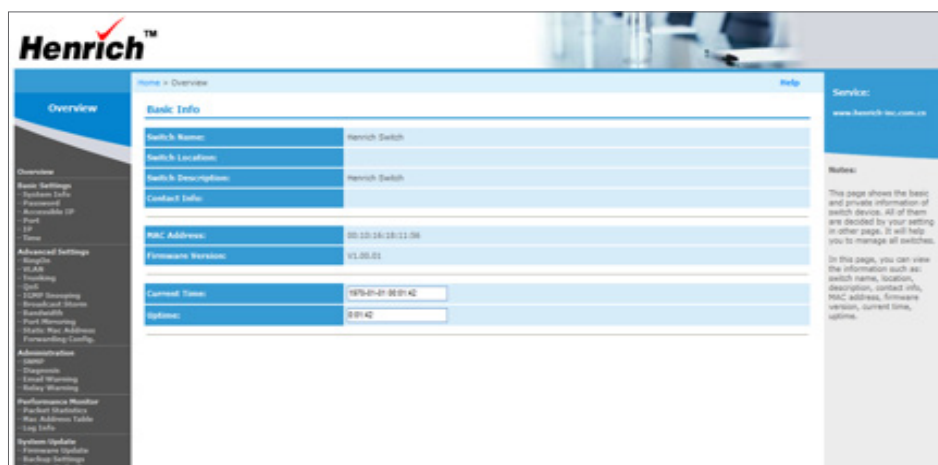 Henrich™
Home > Overview
Help
Overview
Service:
www.henrich-inc.com.cn
Basic Info
Switch Name:
Henrich Switch
Switch Location:
Switch Description:
Henrich Switch
Contact Info:
MAC Address:
Firmware Version:
V1.00.01
Current Time:
1970-01-01 00:01:42
Uptime:
0:01:42
Overview
Basic Settings
- System Info
- Password
- Accessible IP
- Port
- IP
- Time
Advanced Settings
- RingOn
- VLAN
- Trunking
- QoS
- IGMP Snooping
- Broadcast Storm
- Bandwidth
- Port Mirroring
- Static Mac Address
Forwarding Config.
Administration
- SNMP
- Diagnosis
- Email Warning
- Relay Warning
Performance Monitor
- Packet Statistics
- Mac Address Table
- Log Info
System Update
- Firmware Update
- Backup Settings
Notes:
This page shows the basic
and private information of
switch device. All of them
are decided by your setting
in other page. It will help
you to manage all switches.
In this page, you can view
the information such as:
switch name, location,
description, contact info,
MAC address, firmware
version, current time,
uptime.